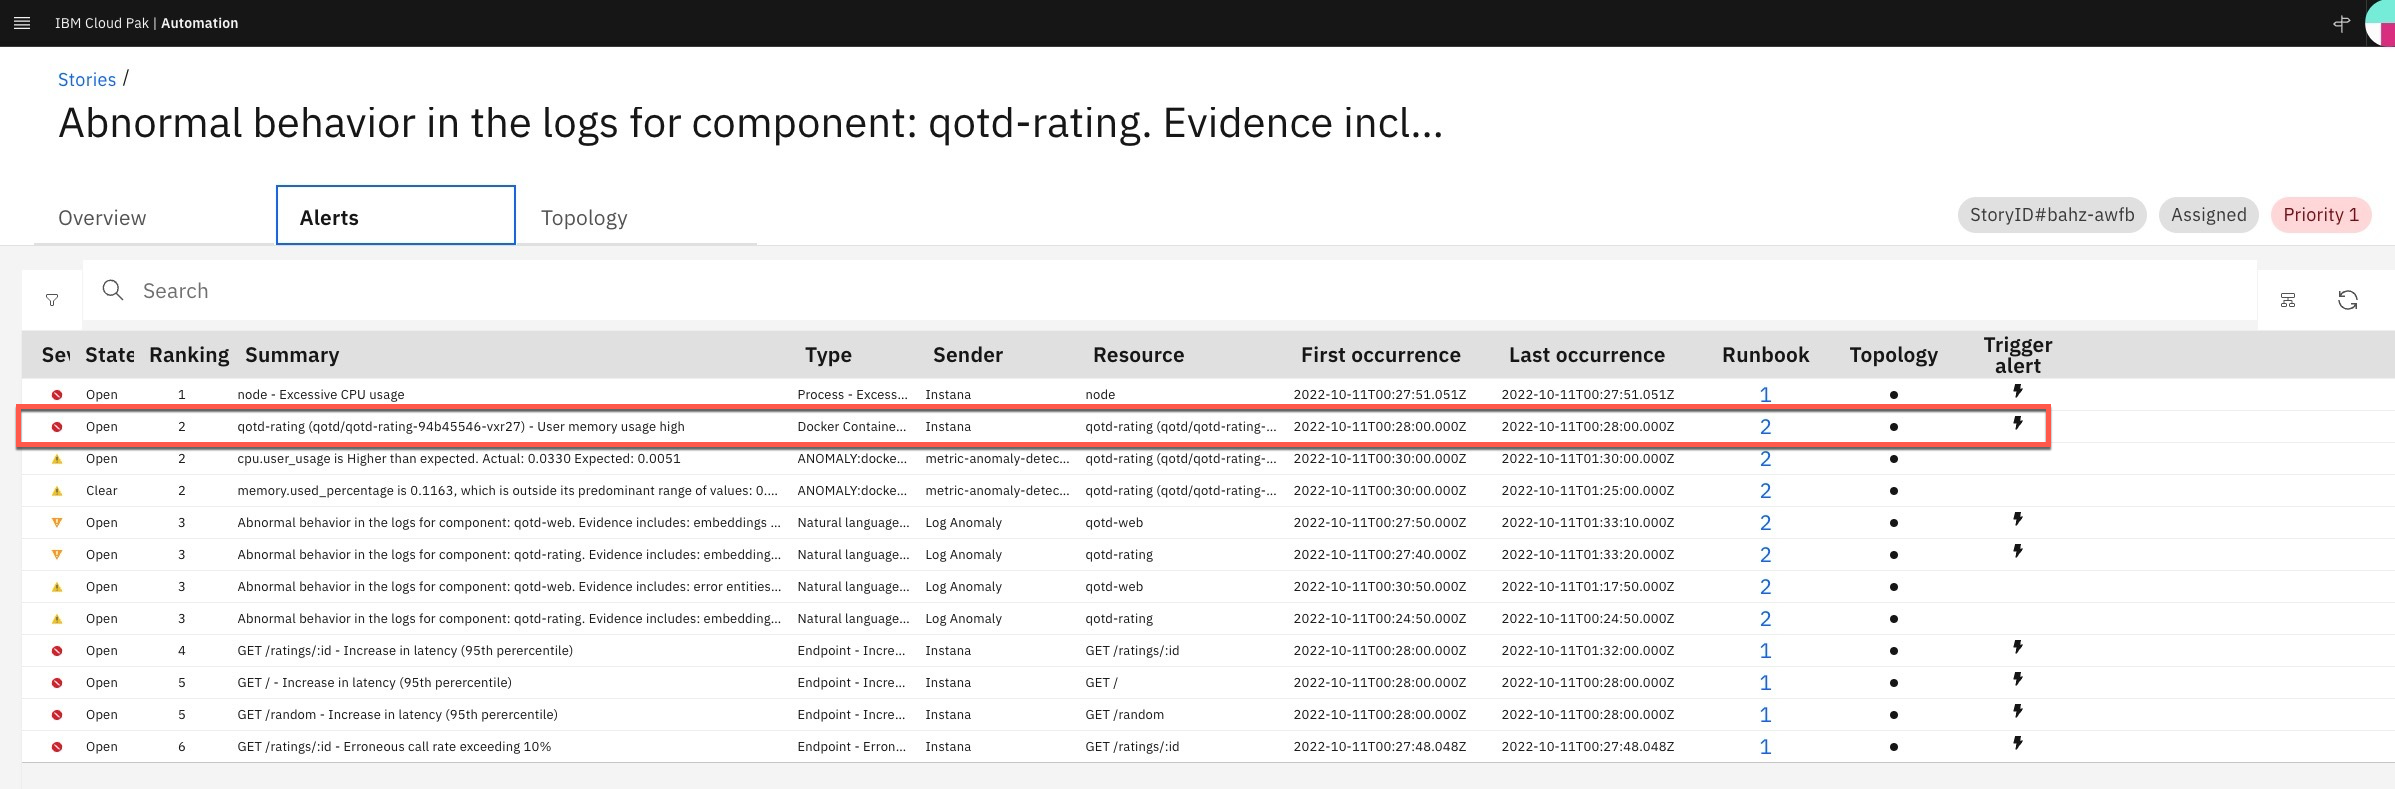 IBM Cloud Pak | Automation
Stories /
Abnormal behavior in the logs for component: qotd-rating. Evidence incl...
Overview Alerts Topology StoryID#bahz-awfb Assigned Priority 1
Search
Sev State Ranking Summary Type Sender Resource First occurrence Last occurrence Runbook Topology Trigger alert
Open 1 node - Excessive CPU usage Process - Excess... Instana node 2022-10-11T00:27:51.051Z 2022-10-11T00:27:51.051Z 1
Open 2 qotd-rating (qotd/qotd-rating-94b45546-vxr27) - User memory usage high Docker Containe... Instana qotd-rating (qotd/qotd-rating-... 2022-10-11T00:28:00.000Z 2022-10-11T00:28:00.000Z 2
Open 2 cpu.user_usage is Higher than expected. Actual: 0.0330 Expected: 0.0051 ANOMALY:docke... metric-anomaly-detec... qotd-rating (qotd/qotd-rating-... 2022-10-11T00:30:00.000Z 2022-10-11T01:30:00.000Z 2
Clear 2 memory.used_percentage is 0.1163, which is outside its predominant range of values: 0.... ANOMALY:docke... metric-anomaly-detec... qotd-rating (qotd/qotd-rating-... 2022-10-11T00:30:00.000Z 2022-10-11T01:25:00.000Z 2
Open 3 Abnormal behavior in the logs for component: qotd-web. Evidence includes: embeddings ... Natural language... Log Anomaly qotd-web 2022-10-11T00:27:50.000Z 2022-10-11T01:33:10.000Z 2
Open 3 Abnormal behavior in the logs for component: qotd-rating. Evidence includes: embedding... Natural language... Log Anomaly qotd-rating 2022-10-11T00:27:40.000Z 2022-10-11T01:33:20.000Z 2
Open 3 Abnormal behavior in the logs for component: qotd-web. Evidence includes: error entities... Natural language... Log Anomaly qotd-web 2022-10-11T00:30:50.000Z 2022-10-11T01:17:50.000Z 2
Open 3 Abnormal behavior in the logs for component: qotd-rating. Evidence includes: embedding... Natural language... Log Anomaly qotd-rating 2022-10-11T00:24:50.000Z 2022-10-11T00:24:50.000Z 2
Open 4 GET /ratings/:id - Increase in latency (95th perercentile) Endpoint - Incre... Instana GET /ratings/:id 2022-10-11T00:28:00.000Z 2022-10-11T01:32:00.000Z 1
Open 5 GET / - Increase in latency (95th perercentile) Endpoint - Incre... Instana GET / 2022-10-11T00:28:00.000Z 2022-10-11T00:28:00.000Z 1
Open 5 GET /random - Increase in latency (95th perercentile) Endpoint - Incre... Instana GET /random 2022-10-11T00:28:00.000Z 2022-10-11T00:28:00.000Z 1
Open 6 GET /ratings/:id - Erroneous call rate exceeding 10% Endpoint - Erron... Instana GET /ratings/:id 2022-10-11T00:27:48.048Z 2022-10-11T00:27:48.048Z 1